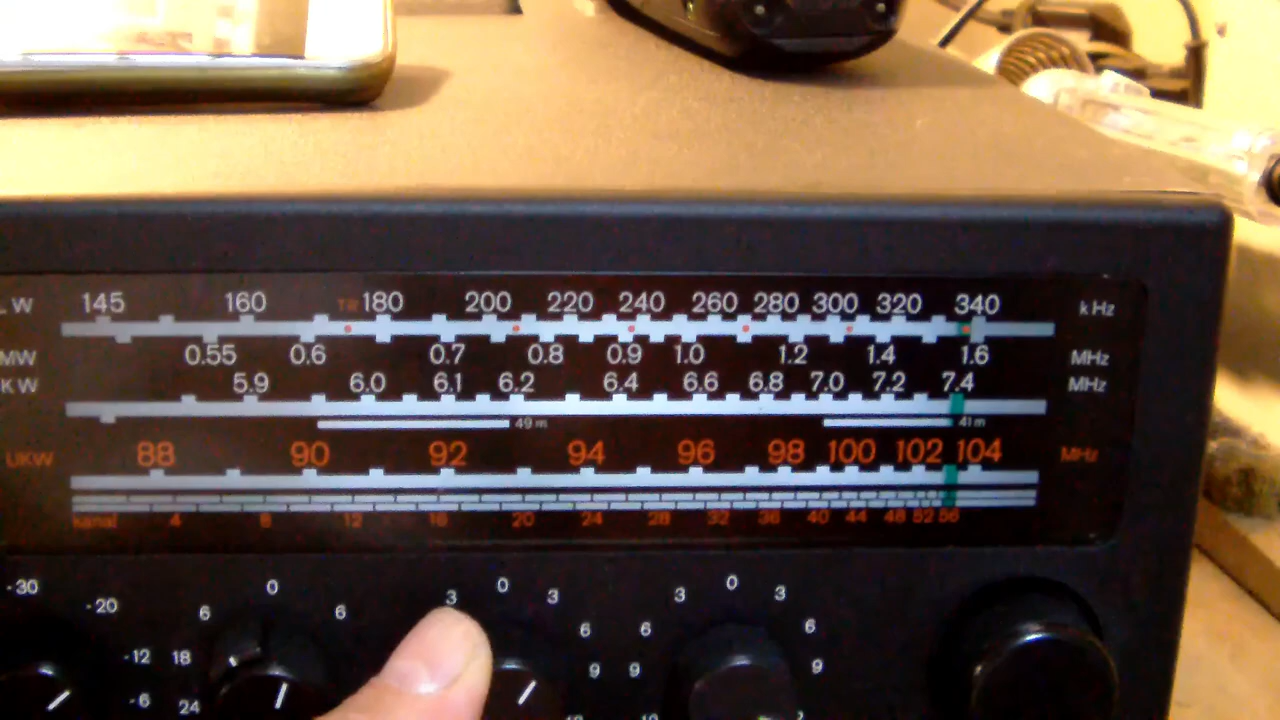 LW 145 160 TR 180 200 220 240 260 280 300 320 340 kHz
MW 0.55 0.6 0.7 0.8 0.9 1.0 1.2 1.4 1.6 MHz
KW 5.9 6.0 6.1 6.2 6.4 6.6 6.8 7.0 7.2 7.4 MHz
49m 41m
UKW 88 90 92 94 96 98 100 102 104 MHz
kanal 4 8 12 16 20 24 28 32 36 40 44 48 52 56
-30 -20 -12 -6
24 18 6 0 6
3 0 3 6 9
9 6 3 0 3 6 9